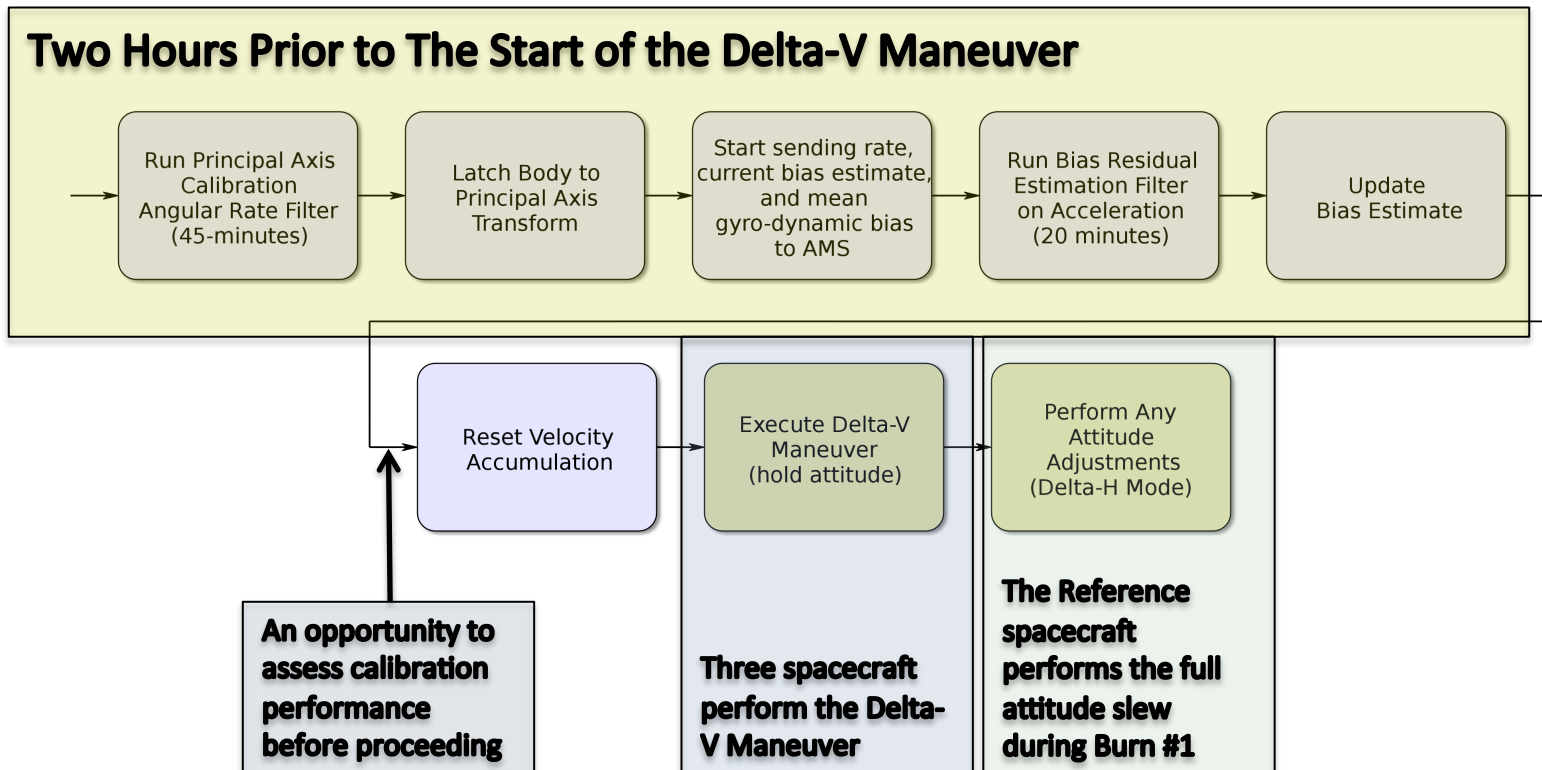 Two Hours Prior to The Start of the Delta-V Maneuver
Run Principal Axis
Calibration
Angular Rate Filter
(45-minutes)
Latch Body to
Principal Axis
Transform
Start sending rate,
current bias estimate,
and mean
gyro-dynamic bias
to AMS
Run Bias Residual
Estimation Filter
on Acceleration
(20 minutes)
Update
Bias Estimate
Reset Velocity
Accumulation
Execute Delta-V
Maneuver
(hold attitude)
Perform Any
Attitude
Adjustments
(Delta-H Mode)
An opportunity to
assess calibration
performance
before proceeding
Three spacecraft
perform the Delta-
V Maneuver
The Reference
spacecraft
performs the full
attitude slew
during Burn #1